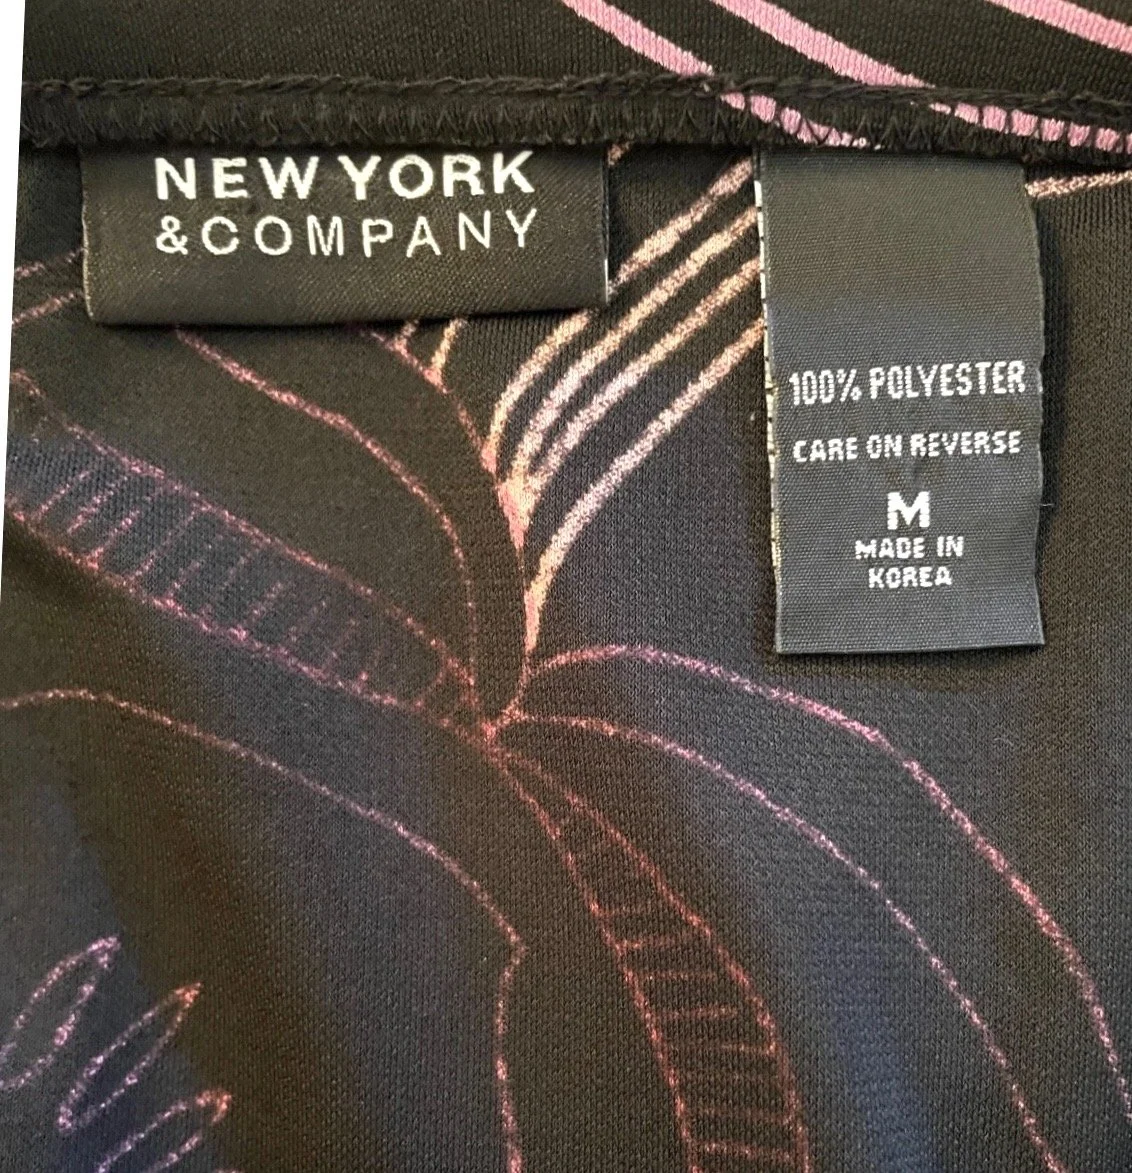 NEW YORK
&COMPANY
100% POLYESTER
CARE ON REVERSE
M
MADE IN
KOREA